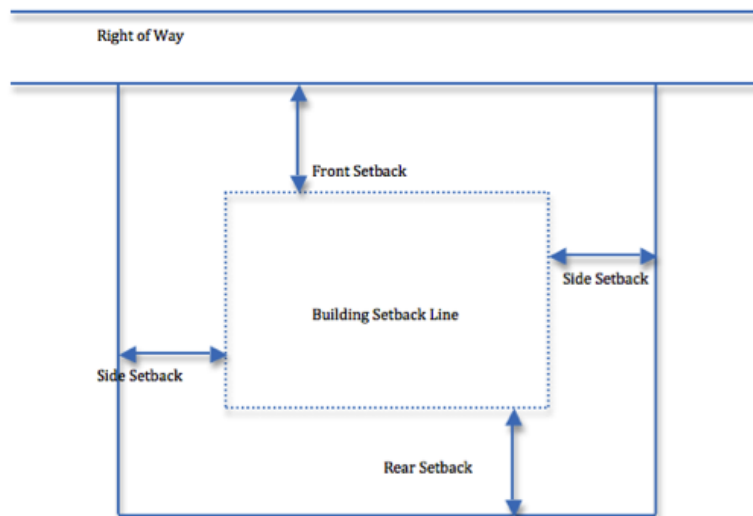 Right of Way
Front Setback
Side Setback
Building Setback Line
Side Setback
Rear Setback